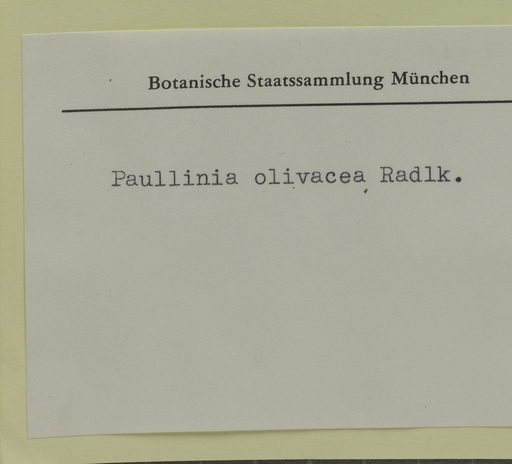 Botanische Staatssammlung München
Paullinia olivacea Radlk.